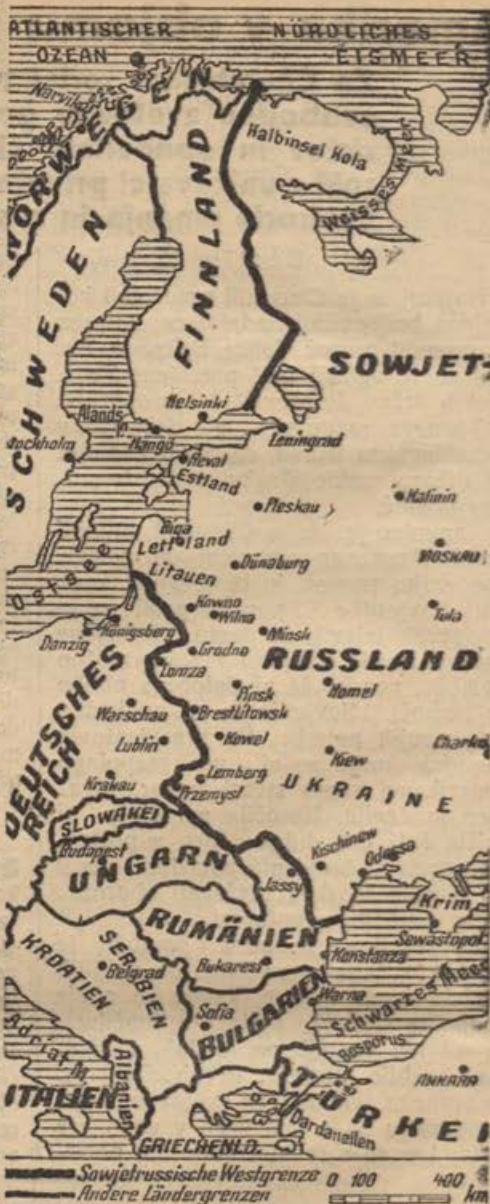 ATLANTISCHER
OZEAN
NÖRDLICHES
EISMEER
Narvik
NORWEGEN
Halbinsel Kola
Weisses Meer
SCHWEDEN
FINNLAND
SOWJET-
Helsinki
Alands
Hangö
Leningrad
Stockholm
Reval
Estland
Pleskau
Kalinin
Riga
Lettland
Dünaburg
MOSKAU
Litauen
Ostsee
Kowno
Wilna
Tula
Danzig
Königsberg
Minsk
Grodno
RUSSLAND
Lomza
Pinsk
Homel
DEUTSCHES
REICH
Warschau
Brestlitowsk
Lublin
Kowel
Kiew
Charko
Krakau
Lemberg
UKRAINE
Przemysl
SLOWAKEI
Budapest
UNGARN
Kischinew
Odessa
Jassy
Krim
RUMÄNIEN
Sewastopol
KROATIEN
SERBIEN
Belgrad
Bukarest
Konstanza
Warna
Schwarzes Meer
Sofia
BULGARIEN
Bosporus
Adriat. M.
Albanien
ANKARA
ITALIEN
TÜRKEI
Dardanellen
GRIECHENLD.
Sowjetrussische Westgrenze
0 100 400
Andere Ländergrenzen
km